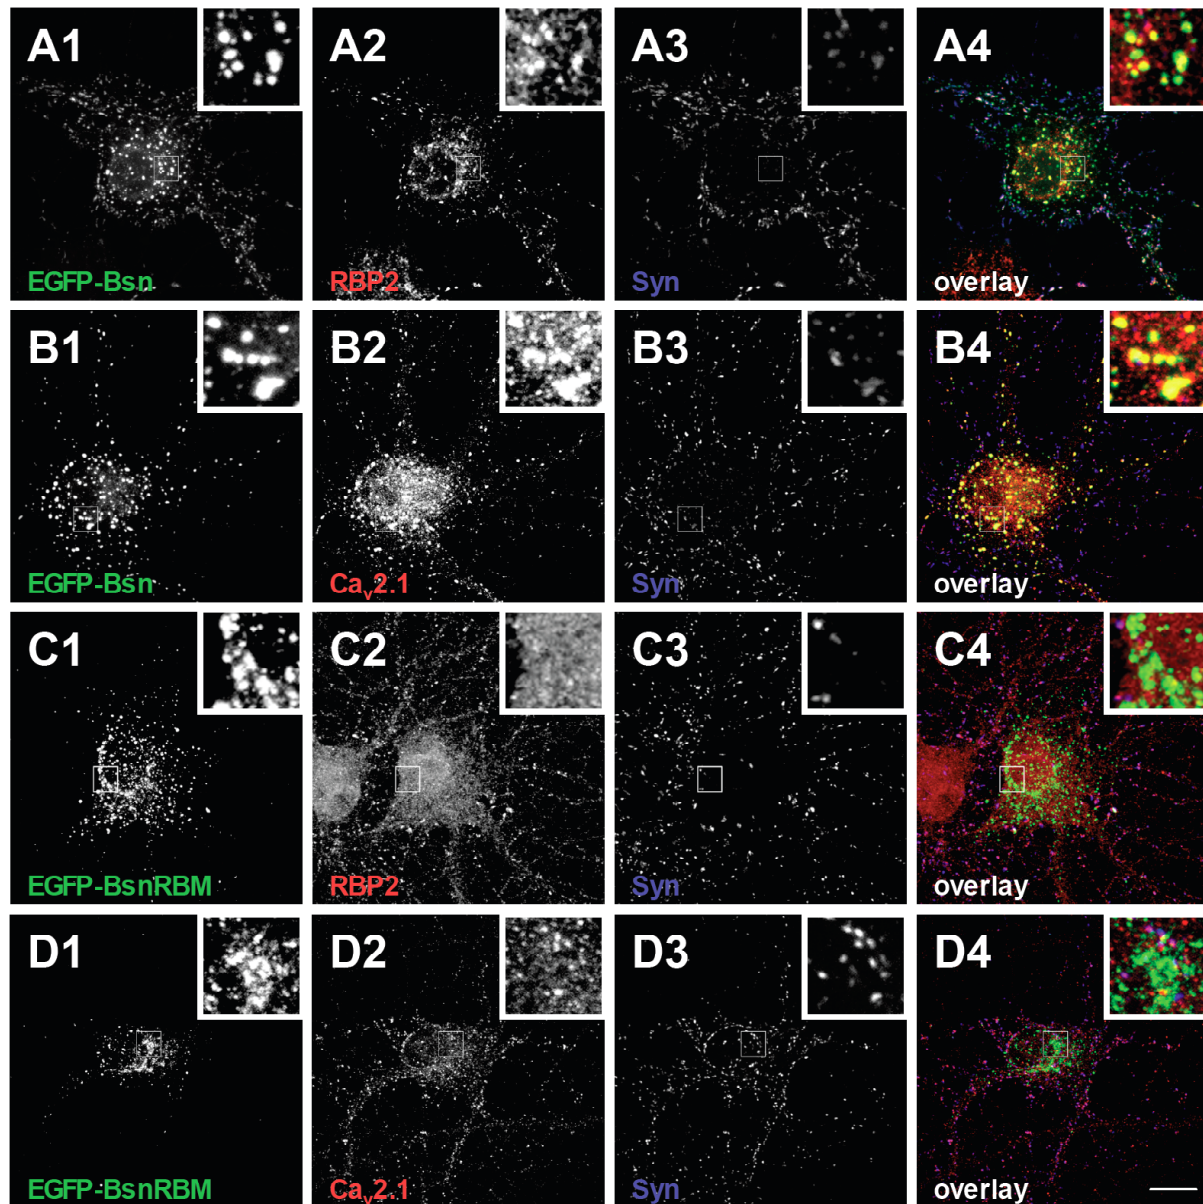 A1 A2 A3 A4
EGFP-Bsn RBP2 Syn overlay
B1 B2 B3 B4
EGFP-Bsn Caᵥ2.1 Syn overlay
C1 C2 C3 C4
EGFP-BsnRBM RBP2 Syn overlay
D1 D2 D3 D4
EGFP-BsnRBM Caᵥ2.1 Syn overlay